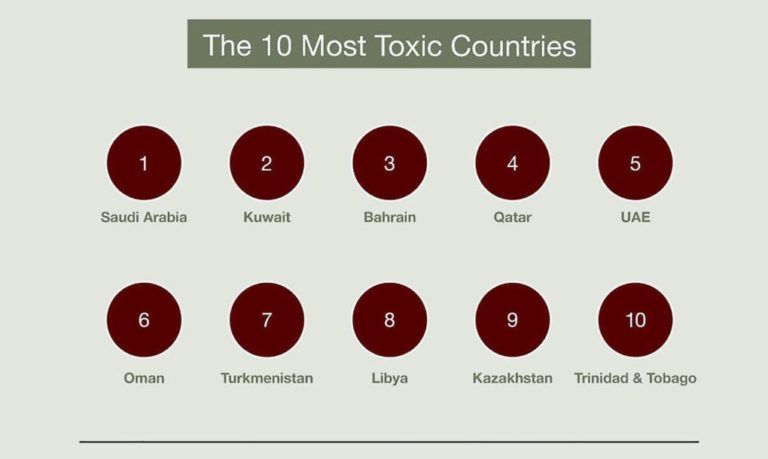 The 10 Most Toxic Countries
1 2 3 4 5
Saudi Arabia Kuwait Bahrain Qatar UAE
6 7 8 9 10
Oman Turkmenistan Libya Kazakhstan Trinidad & Tobago